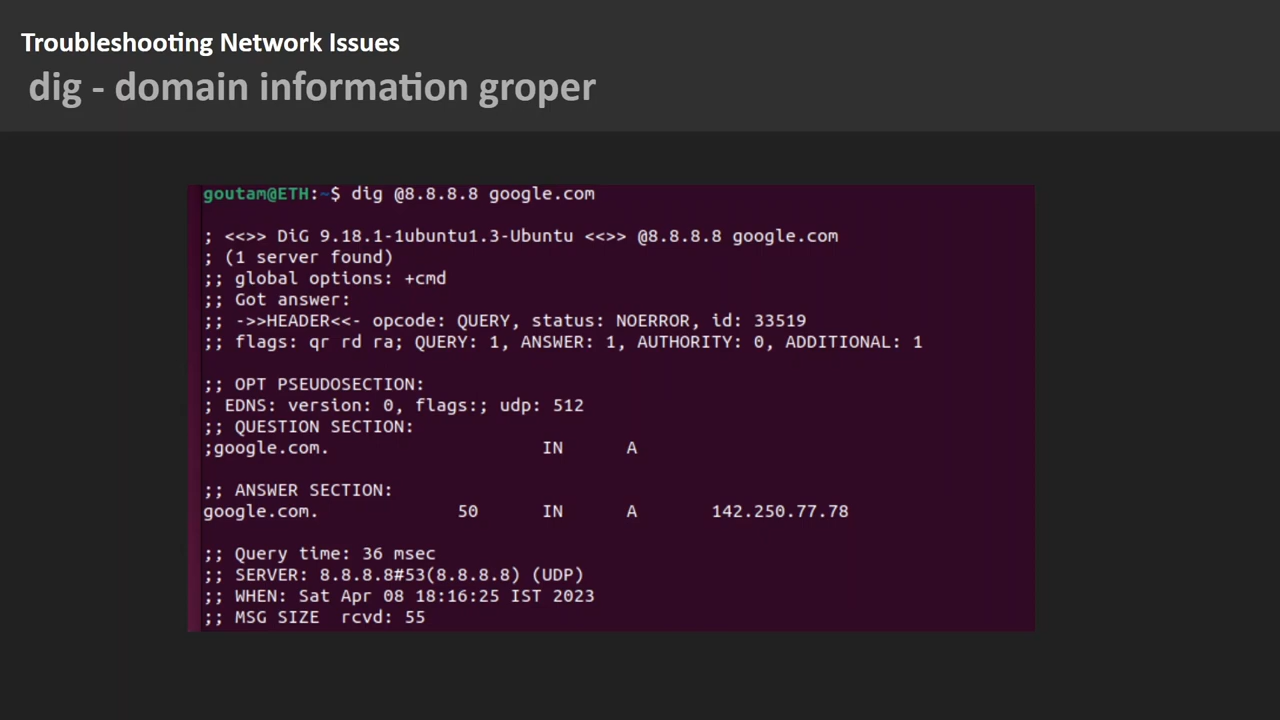 Troubleshooting Network Issues
dig - domain information groper
goutam@ETH:~$ dig @8.8.8.8 google.com
; <<>> DiG 9.18.1-1ubuntu1.3-Ubuntu <<>> @8.8.8.8 google.com
; (1 server found)
;; global options: +cmd
;; Got answer:
;; ->>HEADER<<- opcode: QUERY, status: NOERROR, id: 33519
;; flags: qr rd ra; QUERY: 1, ANSWER: 1, AUTHORITY: 0, ADDITIONAL: 1
;; OPT PSEUDOSECTION:
; EDNS: version: 0, flags:; udp: 512
;; QUESTION SECTION:
;google.com. IN A
;; ANSWER SECTION:
google.com. 50 IN A 142.250.77.78
;; Query time: 36 msec
;; SERVER: 8.8.8.8#53(8.8.8.8) (UDP)
;; WHEN: Sat Apr 08 18:16:25 IST 2023
;; MSG SIZE rcvd: 55